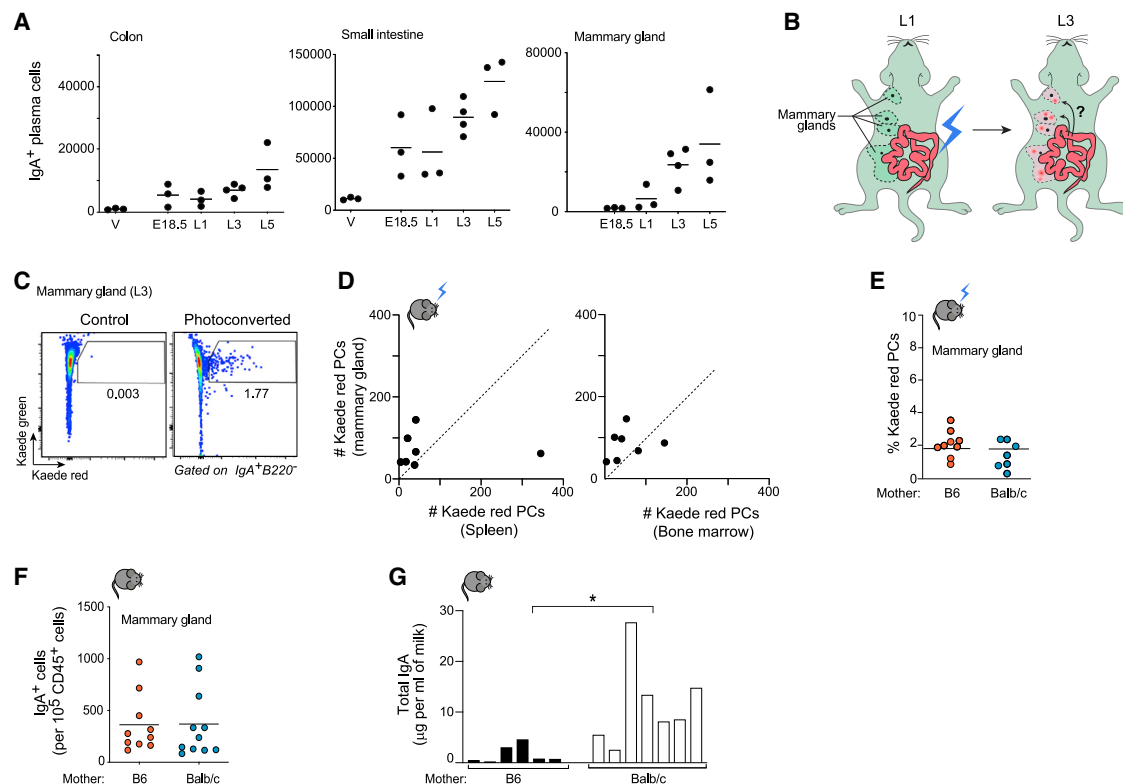 A
Colon
IgA+ plasma cells
40000
20000
0
V
E18.5
L1
L3
L5
Small intestine
150000
100000
50000
0
V
E18.5
L1
L3
L5
Mammary gland
80000
40000
0
E18.5
L1
L3
L5
B
L1
L3
Mammary
glands
?
C
Mammary gland (L3)
Control
Photoconverted
0.003
1.77
Kaede green
Kaede red
Gated on IgA+B220-
D
# Kaede red PCs
(mammary gland)
400
200
0
0
200
400
# Kaede red PCs
(Spleen)
400
200
0
0
200
400
# Kaede red PCs
(Bone marrow)
E
% Kaede red PCs
10
8
6
4
2
0
Mammary gland
Mother:
B6
Balb/c
F
IgA+ cells
(per 10⁵ CD45+ cells)
1500
1000
500
0
Mammary gland
Mother:
B6
Balb/c
G
Total IgA
(µg per ml of milk)
30
20
10
0
*
Mother:
B6
Balb/c